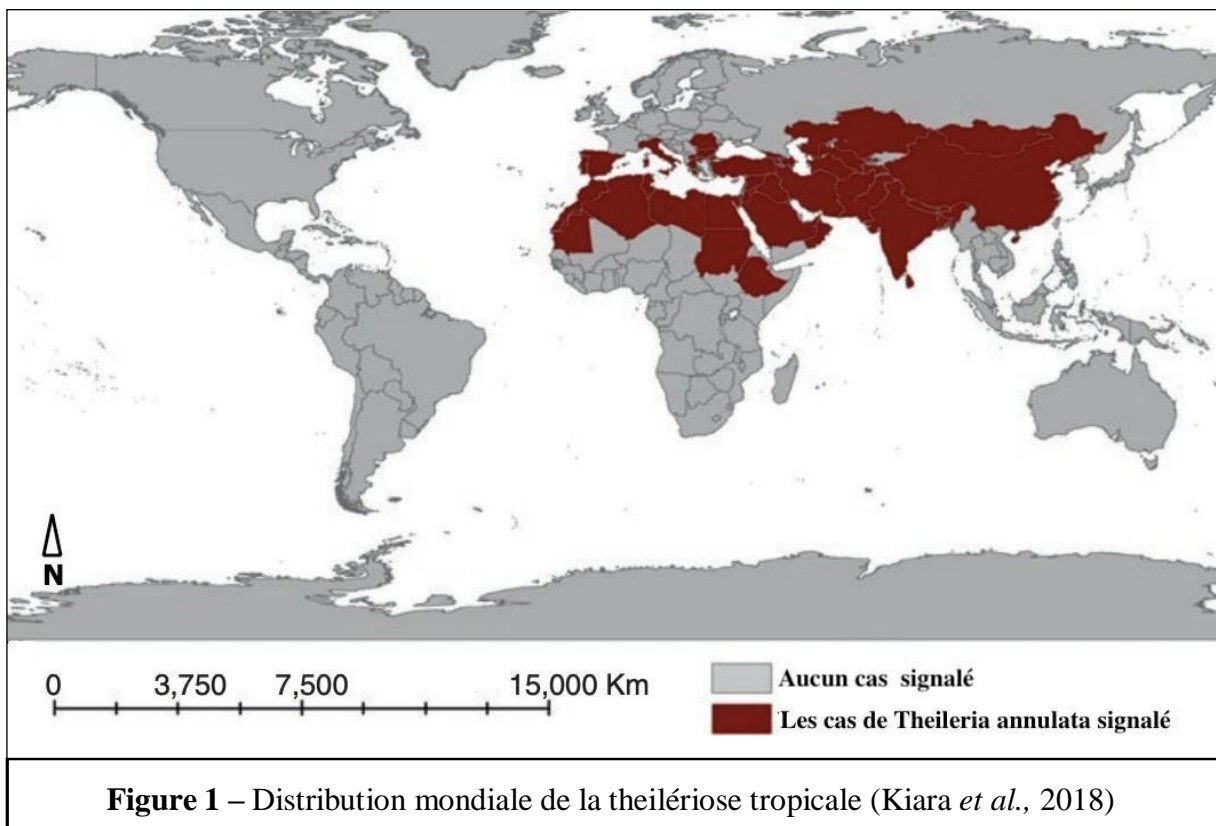 N
0 3,750 7,500 15,000 Km
Aucun cas signalé
Les cas de Theileria annulata signalé
Figure 1 – Distribution mondiale de la theilériose tropicale (Kiara et al., 2018)